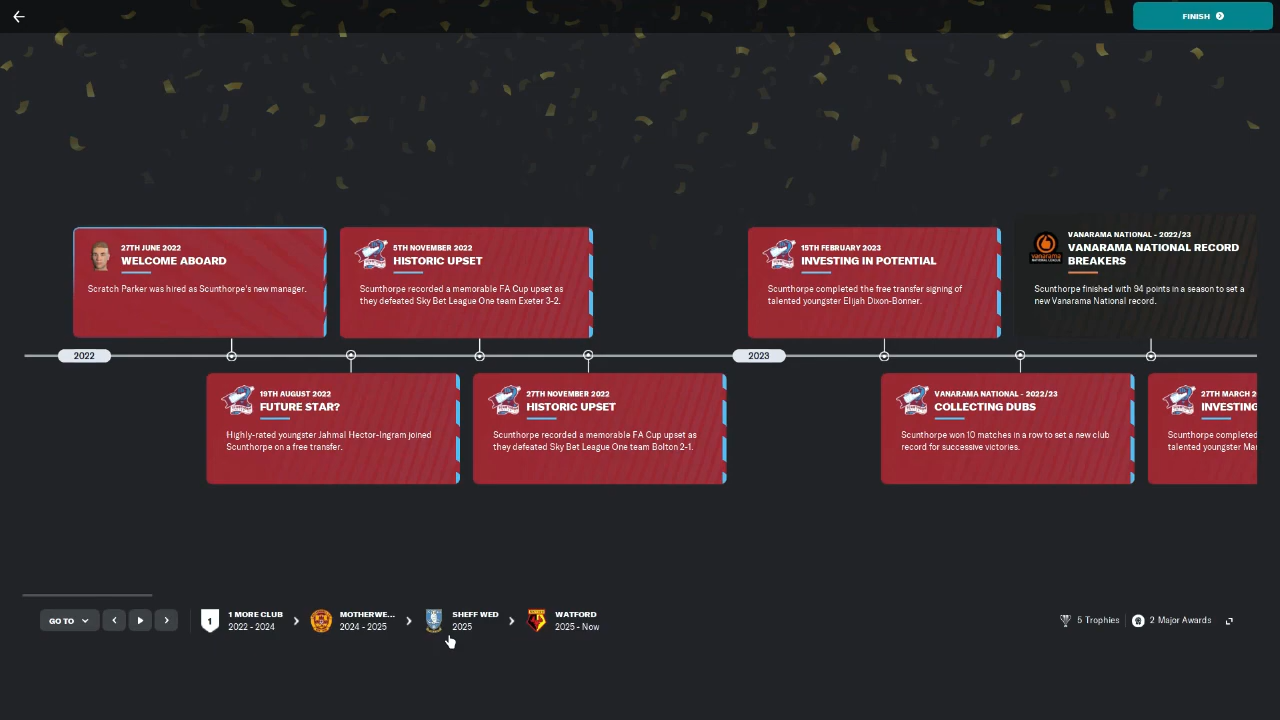 FINISH
27TH JUNE 2022
WELCOME ABOARD
Scratch Parker was hired as Scunthorpe's new manager.
5TH NOVEMBER 2022
HISTORIC UPSET
Scunthorpe recorded a memorable FA Cup upset as
they defeated Sky Bet League One team Exeter 3-2.
15TH FEBRUARY 2023
INVESTING IN POTENTIAL
Scunthorpe completed the free transfer signing of
talented youngster Elijah Dixon-Bonner.
VANARAMA NATIONAL - 2022/23
VANARAMA NATIONAL RECORD
BREAKERS
Scunthorpe finished with 94 points in a season to set a
new Vanarama National record.
2022
2023
19TH AUGUST 2022
FUTURE STAR?
Highly-rated youngster Jahmal Hector-Ingram joined
Scunthorpe on a free transfer.
27TH NOVEMBER 2022
HISTORIC UPSET
Scunthorpe recorded a memorable FA Cup upset as
they defeated Sky Bet League One team Bolton 2-1.
VANARAMA NATIONAL - 2022/23
COLLECTING DUBS
Scunthorpe won 10 matches in a row to set a new club
record for successive victories.
27TH MARCH 2
INVESTING
Scunthorpe completed
talented youngster Mar
GO TO
1
1 MORE CLUB
2022 - 2024
MOTHERWE...
2024 - 2025
SHEFF WED
2025
WATFORD
2025 - Now
5 Trophies
2 Major Awards